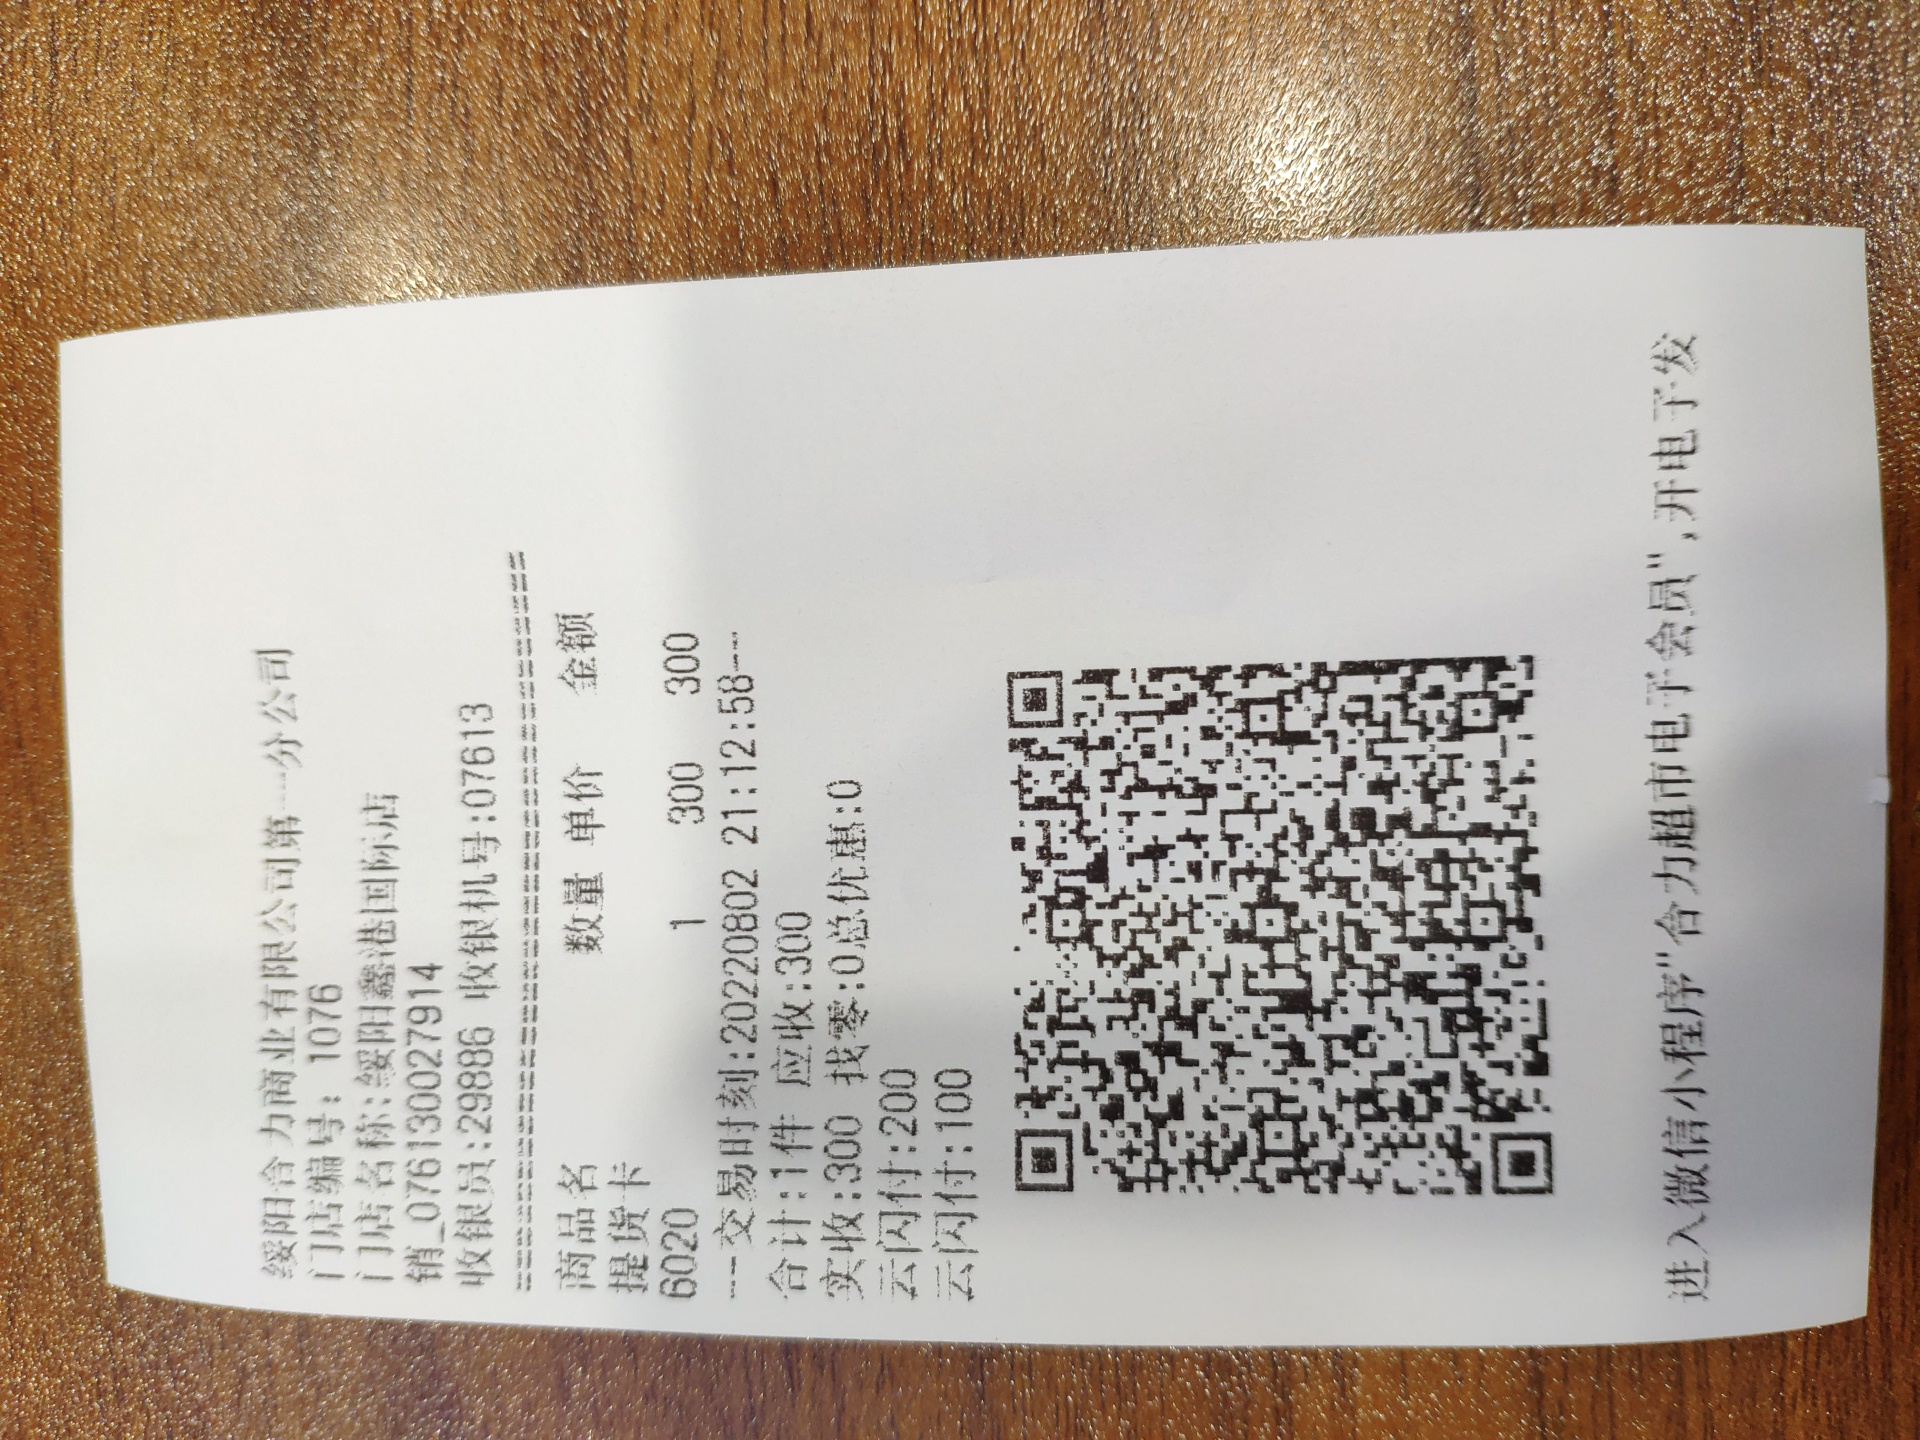 绥阳合力商业有限公司第一分公司
门店编号: 1076
门店名称:绥阳鑫港国际店
销_076130027914
收银员:29886 收银机号:07613
================================
商品名 数量 单价 金额
提货卡
6020 1 300 300
---交易时刻:20220802 21:12:58---
合计:1件 应收:300
实收:300 找零:0总优惠:0
云闪付:200
云闪付:100
进入微信小程序"合力超市电子会员",开电子发